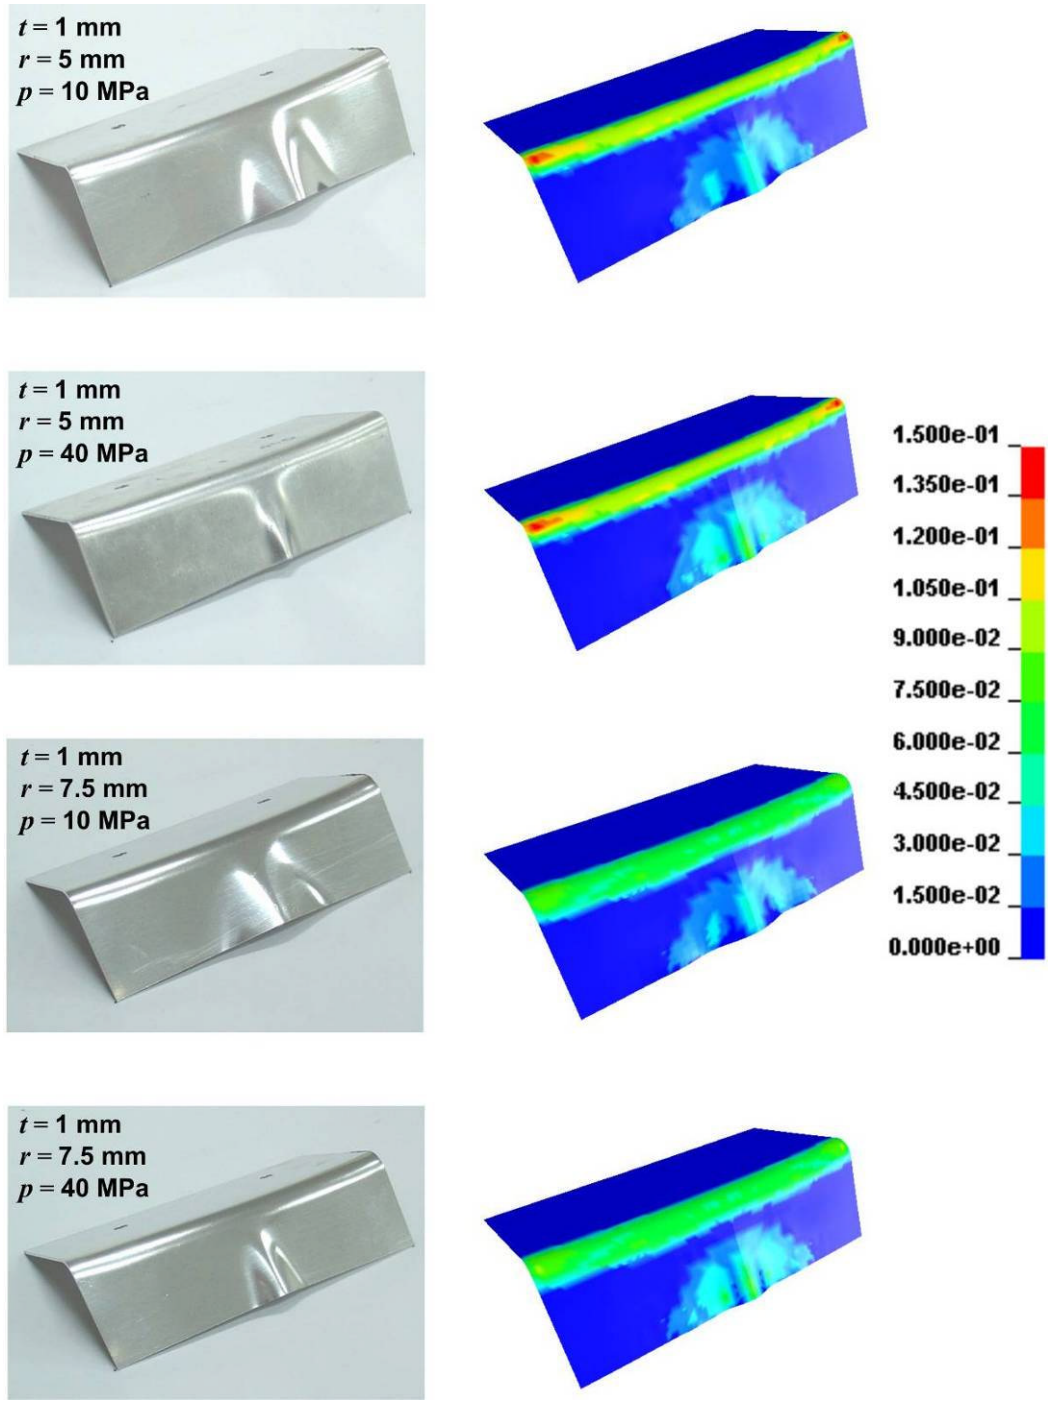 t = 1 mm
r = 5 mm
p = 10 MPa
t = 1 mm
r = 5 mm
p = 40 MPa
1.500e-01
1.350e-01
1.200e-01
1.050e-01
9.000e-02
7.500e-02
6.000e-02
4.500e-02
3.000e-02
1.500e-02
0.000e+00
t = 1 mm
r = 7.5 mm
p = 10 MPa
t = 1 mm
r = 7.5 mm
p = 40 MPa